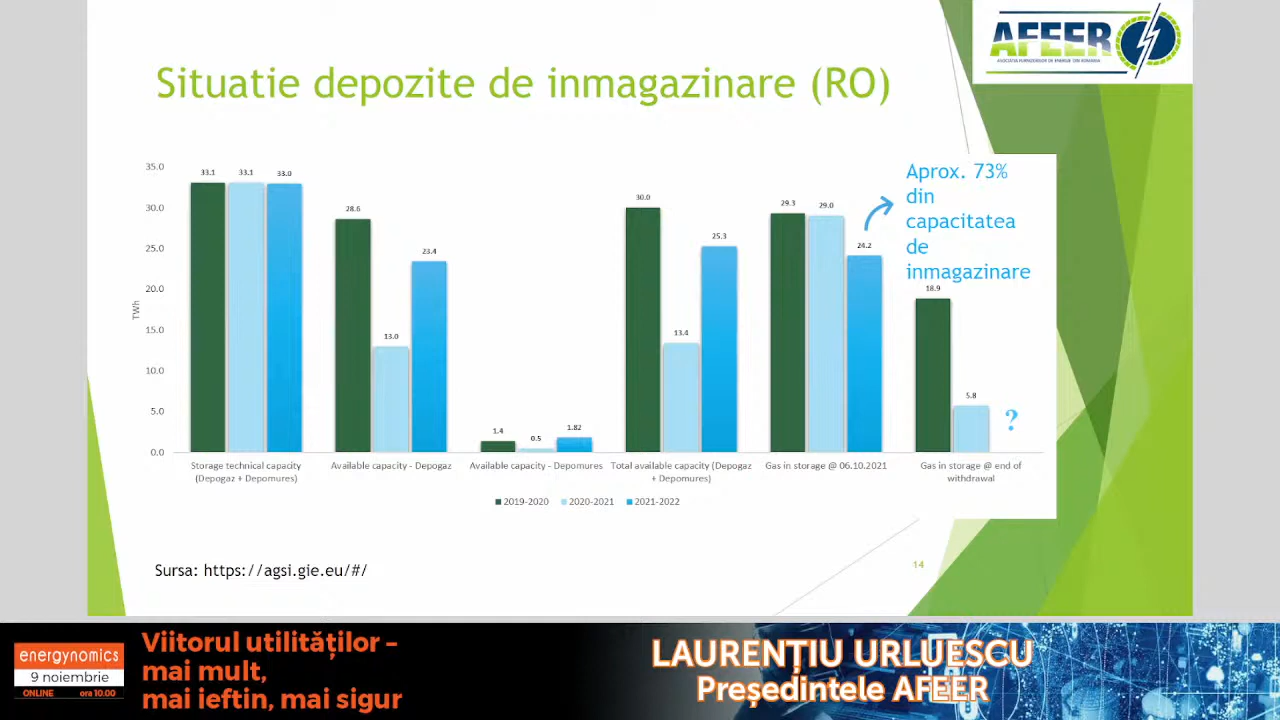 AFEER
ASOCIATIA FURNIZORILOR DE ENERGIE DIN ROMANIA
Situatie depozite de inmagazinare (RO)
Aprox. 73%
din
capacitatea
de
inmagazinare
TWh
35.0
30.0
25.0
20.0
15.0
10.0
5.0
0.0
33.1 33.1 33.0
28.6 13.0 23.4
1.4 0.5 1.82
30.0 13.4 25.3
29.3 29.0 24.2
18.9 5.8 ?
Storage technical capacity
(Depogaz + Depomures)
Available capacity - Depogaz
Available capacity - Depomures
Total available capacity (Depogaz
+ Depomures)
Gas in storage @ 06.10.2021
Gas in storage @ end of
withdrawal
2019-2020 2020-2021 2021-2022
Sursa: https://agsi.gie.eu/#/
14
energynomics
9 noiembrie
ONLINE ora 10.00
Viitorul utilităților –
mai mult,
mai ieftin, mai sigur
LAURENȚIU URLUESCU
Președintele AFEER